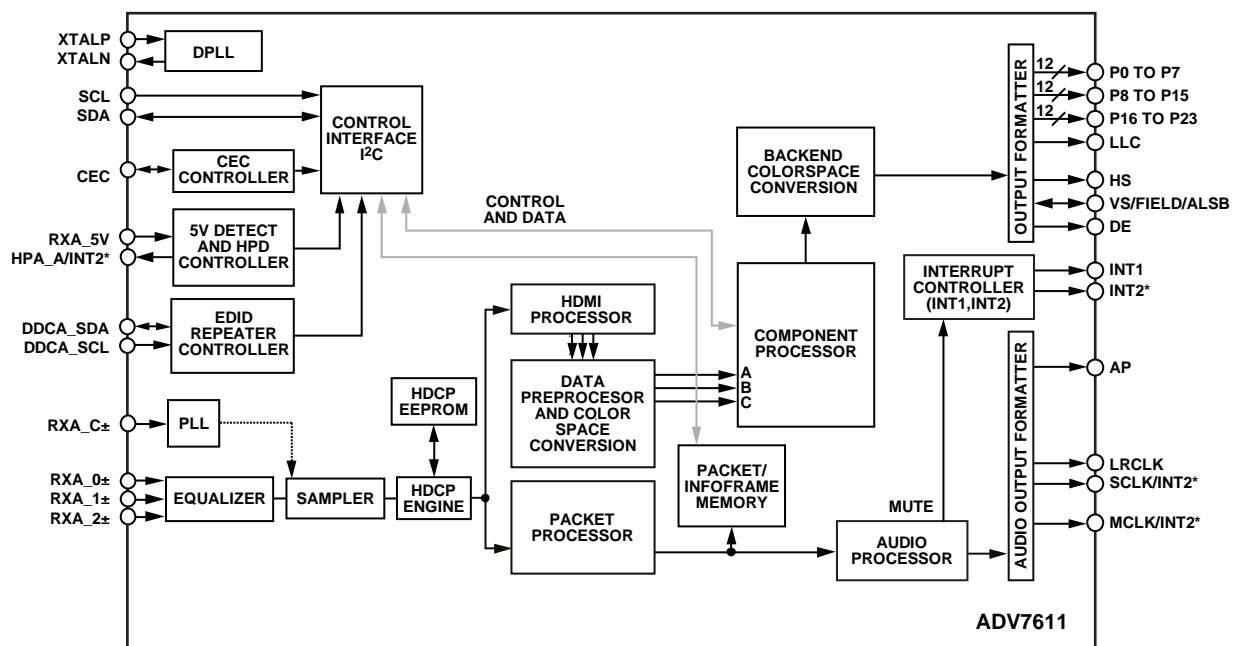 XTALP
XTALN
DPLL
SCL
SDA
CEC
CEC
CONTROLLER
CONTROL
INTERFACE
I2C
RXA_5V
HPA_A/INT2*
5V DETECT
AND HPD
CONTROLLER
DDCA_SDA
DDCA_SCL
EDID
REPEATER
CONTROLLER
RXA_C±
PLL
RXA_0±
RXA_1±
RXA_2±
EQUALIZER
SAMPLER
HDCP
EEPROM
HDCP
ENGINE
CONTROL
AND DATA
HDMI
PROCESSOR
DATA
PREPROCESOR
AND COLOR
SPACE
CONVERSION
PACKET
PROCESSOR
A
B
C
COMPONENT
PROCESSOR
BACKEND
COLORSPACE
CONVERSION
PACKET/
INFOFRAME
MEMORY
MUTE
AUDIO
PROCESSOR
INTERRUPT
CONTROLLER
(INT1,INT2)
OUTPUT FORMATTER
AUDIO OUTPUT FORMATTER
12
12
12
P0 TO P7
P8 TO P15
P16 TO P23
LLC
HS
VS/FIELD/ALSB
DE
INT1
INT2*
AP
LRCLK
SCLK/INT2*
MCLK/INT2*
ADV7611